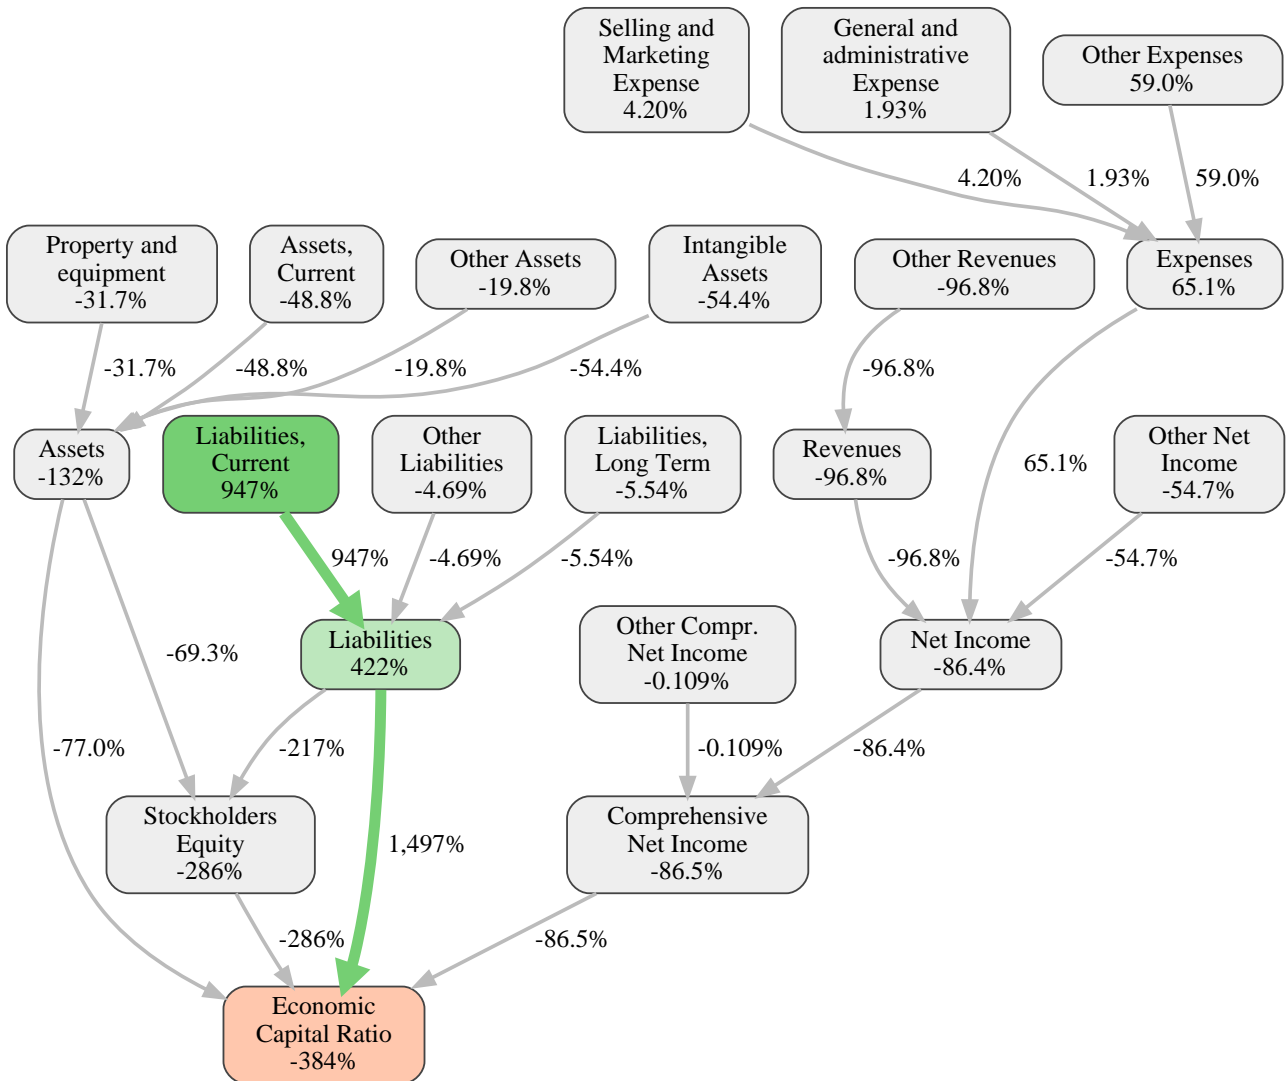 Selling and
Marketing
Expense
4.20%
General and
administrative
Expense
1.93%
Other Expenses
59.0%
4.20%
1.93%
59.0%
Property and
equipment
-31.7%
Assets,
Current
-48.8%
Other Assets
-19.8%
Intangible
Assets
-54.4%
Other Revenues
-96.8%
Expenses
65.1%
-31.7%
-48.8%
-19.8%
-54.4%
-96.8%
Assets
-132%
Liabilities,
Current
947%
Other
Liabilities
-4.69%
Liabilities,
Long Term
-5.54%
Revenues
-96.8%
65.1%
Other Net
Income
-54.7%
947%
-4.69%
-5.54%
-96.8%
-54.7%
-69.3%
Liabilities
422%
Other Compr.
Net Income
-0.109%
Net Income
-86.4%
-77.0%
-217%
-0.109%
-86.4%
Stockholders
Equity
-286%
1,497%
Comprehensive
Net Income
-86.5%
-286%
-86.5%
Economic
Capital Ratio
-384%